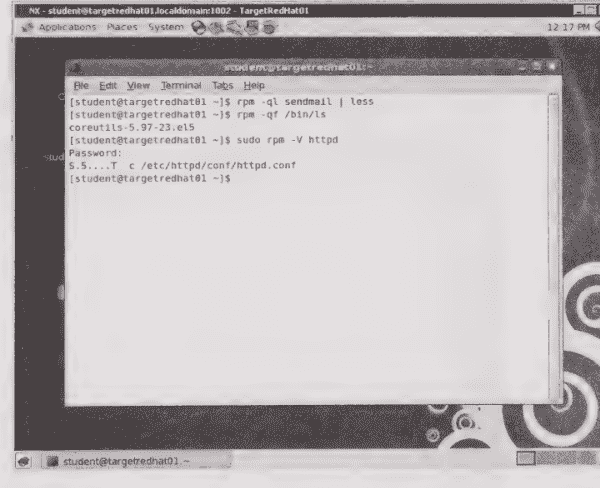 NX - student@targetredhat01.localdomain:1002 - TargetRedHat01
Applications Places System 12:17 PM
student@targetredhat01:~
File Edit View Terminal Tabs Help
[student@targetredhat01 ~]$ rpm -ql sendmail | less
[student@targetredhat01 ~]$ rpm -qf /bin/ls
coreutils-5.97-23.el5
[student@targetredhat01 ~]$ sudo rpm -V httpd
Password:
S.5....T c /etc/httpd/conf/httpd.conf
[student@targetredhat01 ~]$
stud
student@targetredhat01:~